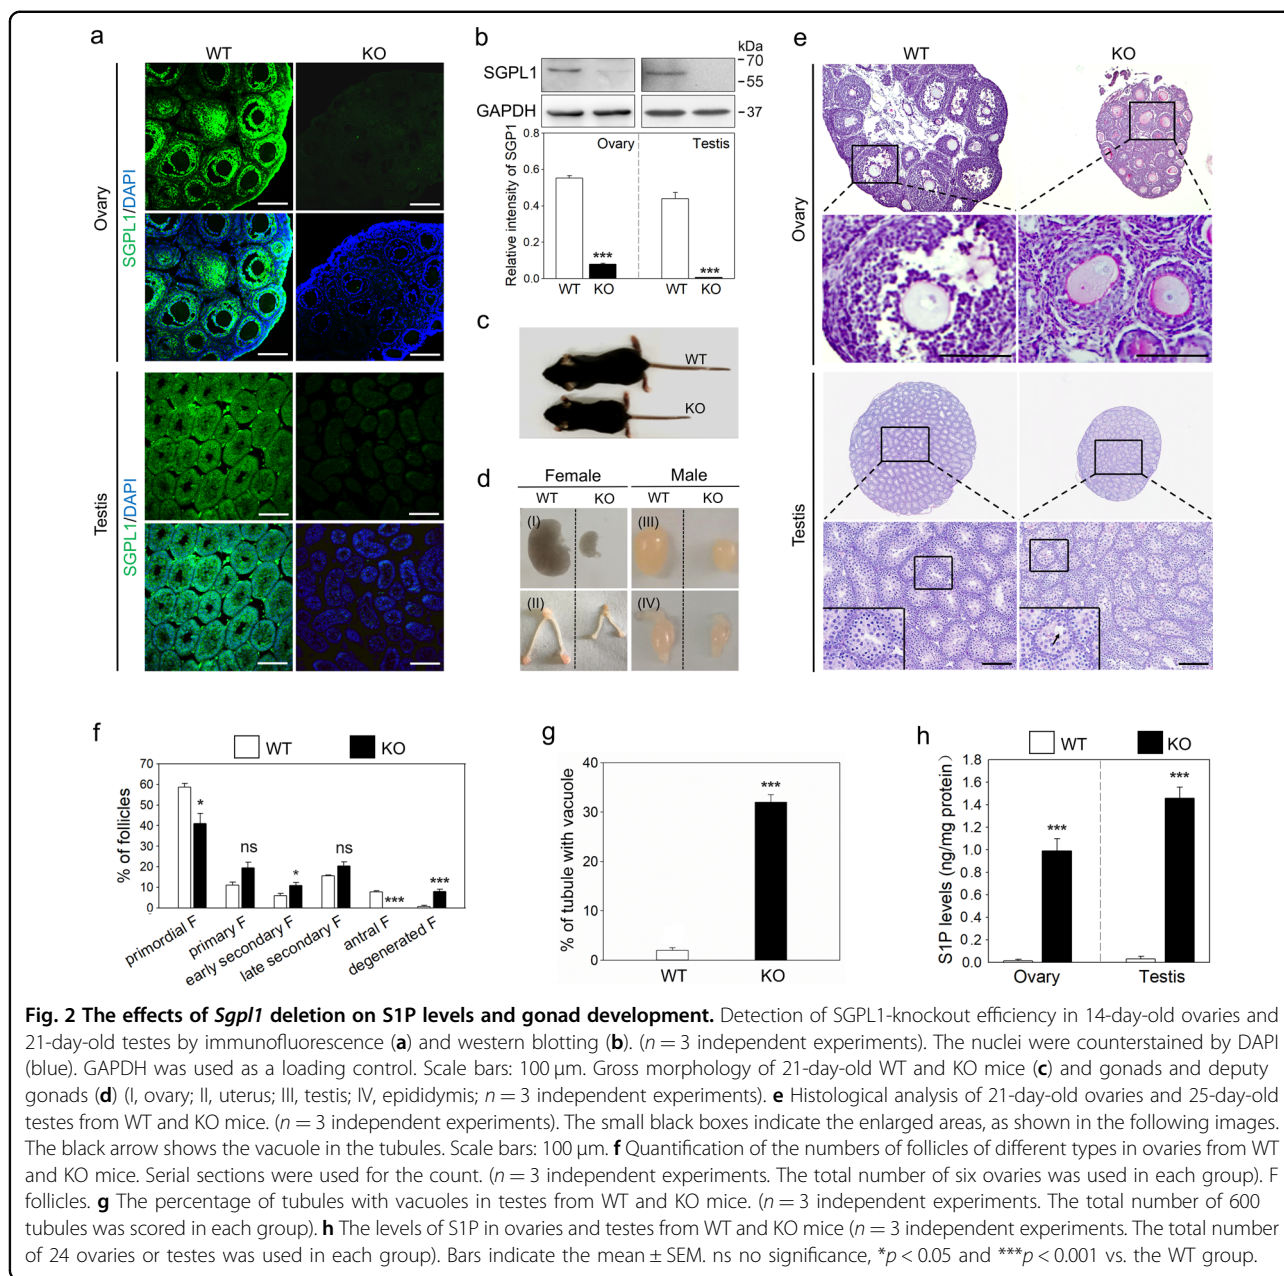 a
WT
KO
Ovary
SGPL1/DAPI
Testis
SGPL1/DAPI
b
kDa
SGPL1
GAPDH
-70
-55
-37
Relative intensity of SGP1
0.8
0.6
0.4
0.2
0.0
Ovary
Testis
***
***
WT KO WT KO
c
WT
KO
d
Female Male
WT KO WT KO
(I)
(III)
(II)
(IV)
e
WT
KO
Ovary
Testis
f
WT KO
% of follicles
70
60
50
40
30
20
10
0
*
ns
*
ns
***
***
primordial F
primary F
early secondary F
late secondary F
antral F
degenerated F
g
% of tubule with vacuole
40
30
20
10
0
***
WT KO
h
WT KO
S1P levels (ng/mg protein)
1.8
1.6
1.4
1.2
1.0
0.8
0.6
0.4
0.2
0.0
***
***
Ovary Testis
Fig. 2 The effects of Sgpl1 deletion on S1P levels and gonad development. Detection of SGPL1-knockout efficiency in 14-day-old ovaries and
21-day-old testes by immunofluorescence (a) and western blotting (b). (n = 3 independent experiments). The nuclei were counterstained by DAPI
(blue). GAPDH was used as a loading control. Scale bars: 100 µm. Gross morphology of 21-day-old WT and KO mice (c) and gonads and deputy
gonads (d) (I, ovary; II, uterus; III, testis; IV, epididymis; n = 3 independent experiments). e Histological analysis of 21-day-old ovaries and 25-day-old
testes from WT and KO mice. (n = 3 independent experiments). The small black boxes indicate the enlarged areas, as shown in the following images.
The black arrow shows the vacuole in the tubules. Scale bars: 100 µm. f Quantification of the numbers of follicles of different types in ovaries from WT
and KO mice. Serial sections were used for the count. (n = 3 independent experiments. The total number of six ovaries was used in each group). F
follicles. g The percentage of tubules with vacuoles in testes from WT and KO mice. (n = 3 independent experiments. The total number of 600
tubules was scored in each group). h The levels of S1P in ovaries and testes from WT and KO mice (n = 3 independent experiments. The total number
of 24 ovaries or testes was used in each group). Bars indicate the mean ± SEM. ns no significance, *p < 0.05 and ***p < 0.001 vs. the WT group.